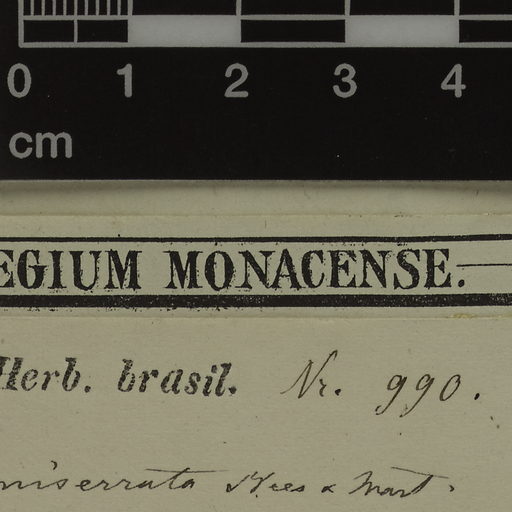 0 1 2 3 4
cm
EGIUM MONACENSE.
Herb. brasil. Nr. 990.
miserrata Nees & Mart.